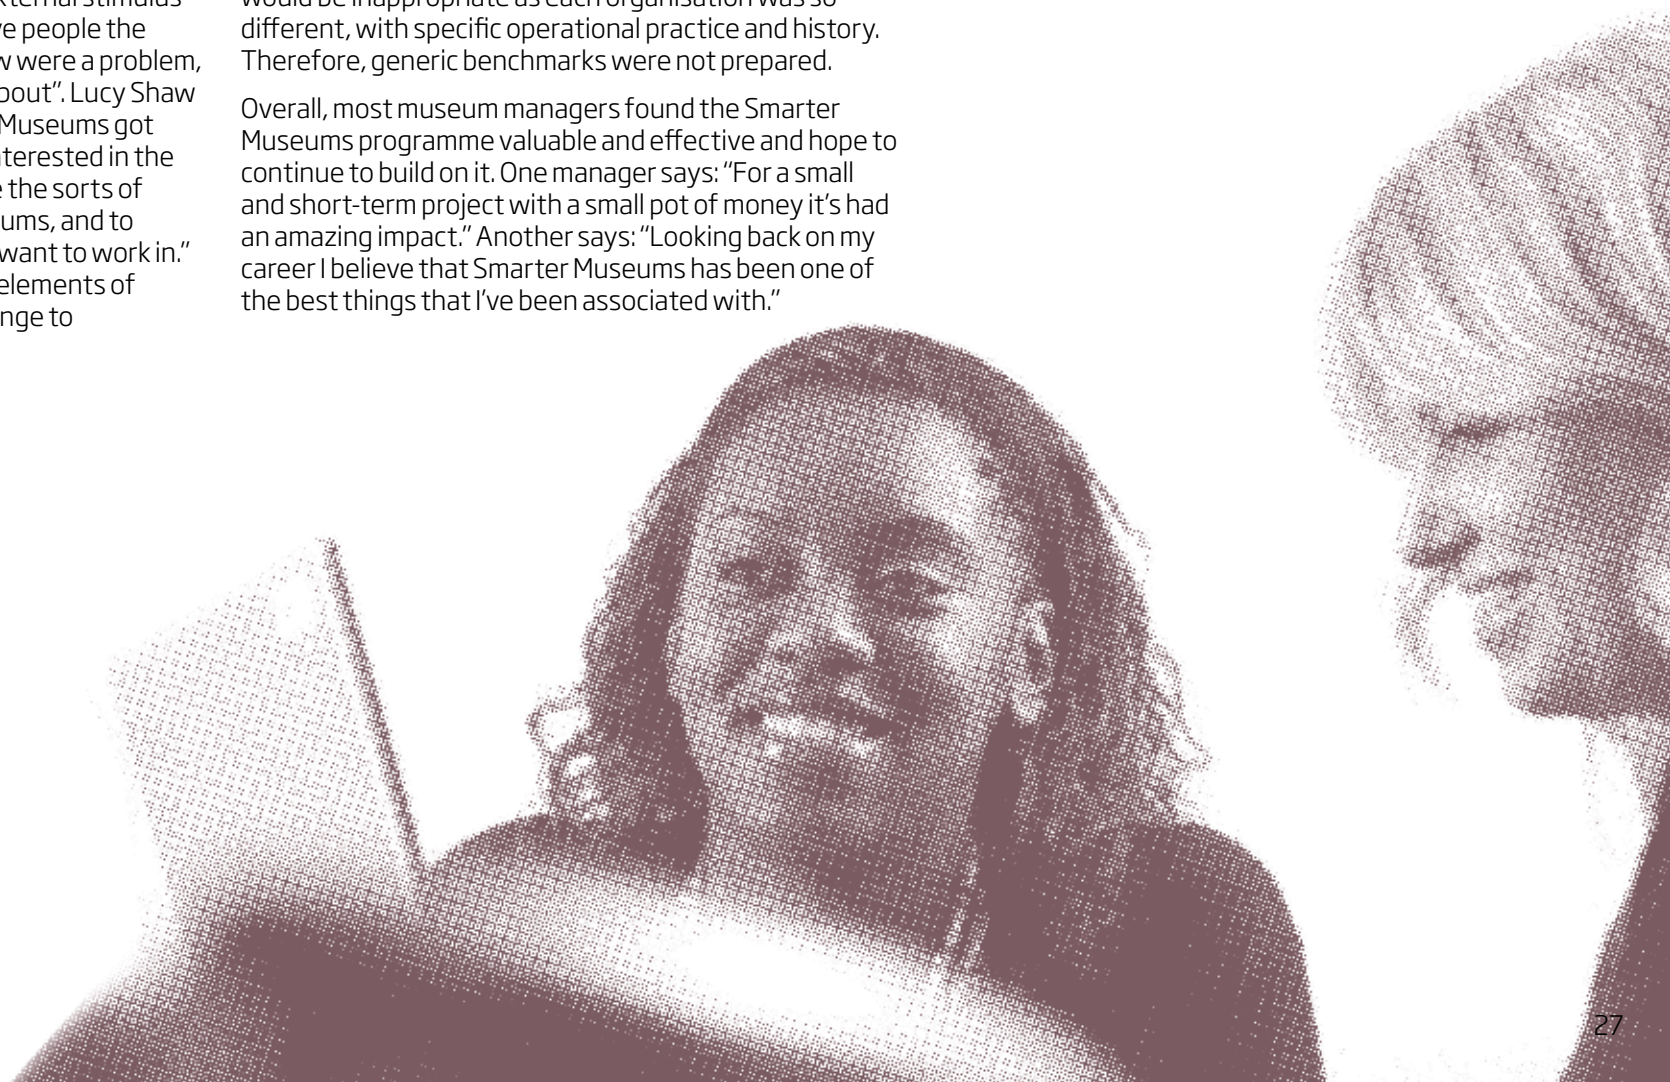 ve people the
w were a problem,
bout”. Lucy Shaw
Museums got
nterested in the
e the sorts of
ums, and to
want to work in.”
elements of
nge to
would be inappropriate as each organisation was so
different, with specific operational practice and history.
Therefore, generic benchmarks were not prepared.
Overall, most museum managers found the Smarter
Museums programme valuable and effective and hope to
continue to build on it. One manager says: “For a small
and short-term project with a small pot of money it’s had
an amazing impact.” Another says: “Looking back on my
career I believe that Smarter Museums has been one of
the best things that I’ve been associated with.”
27